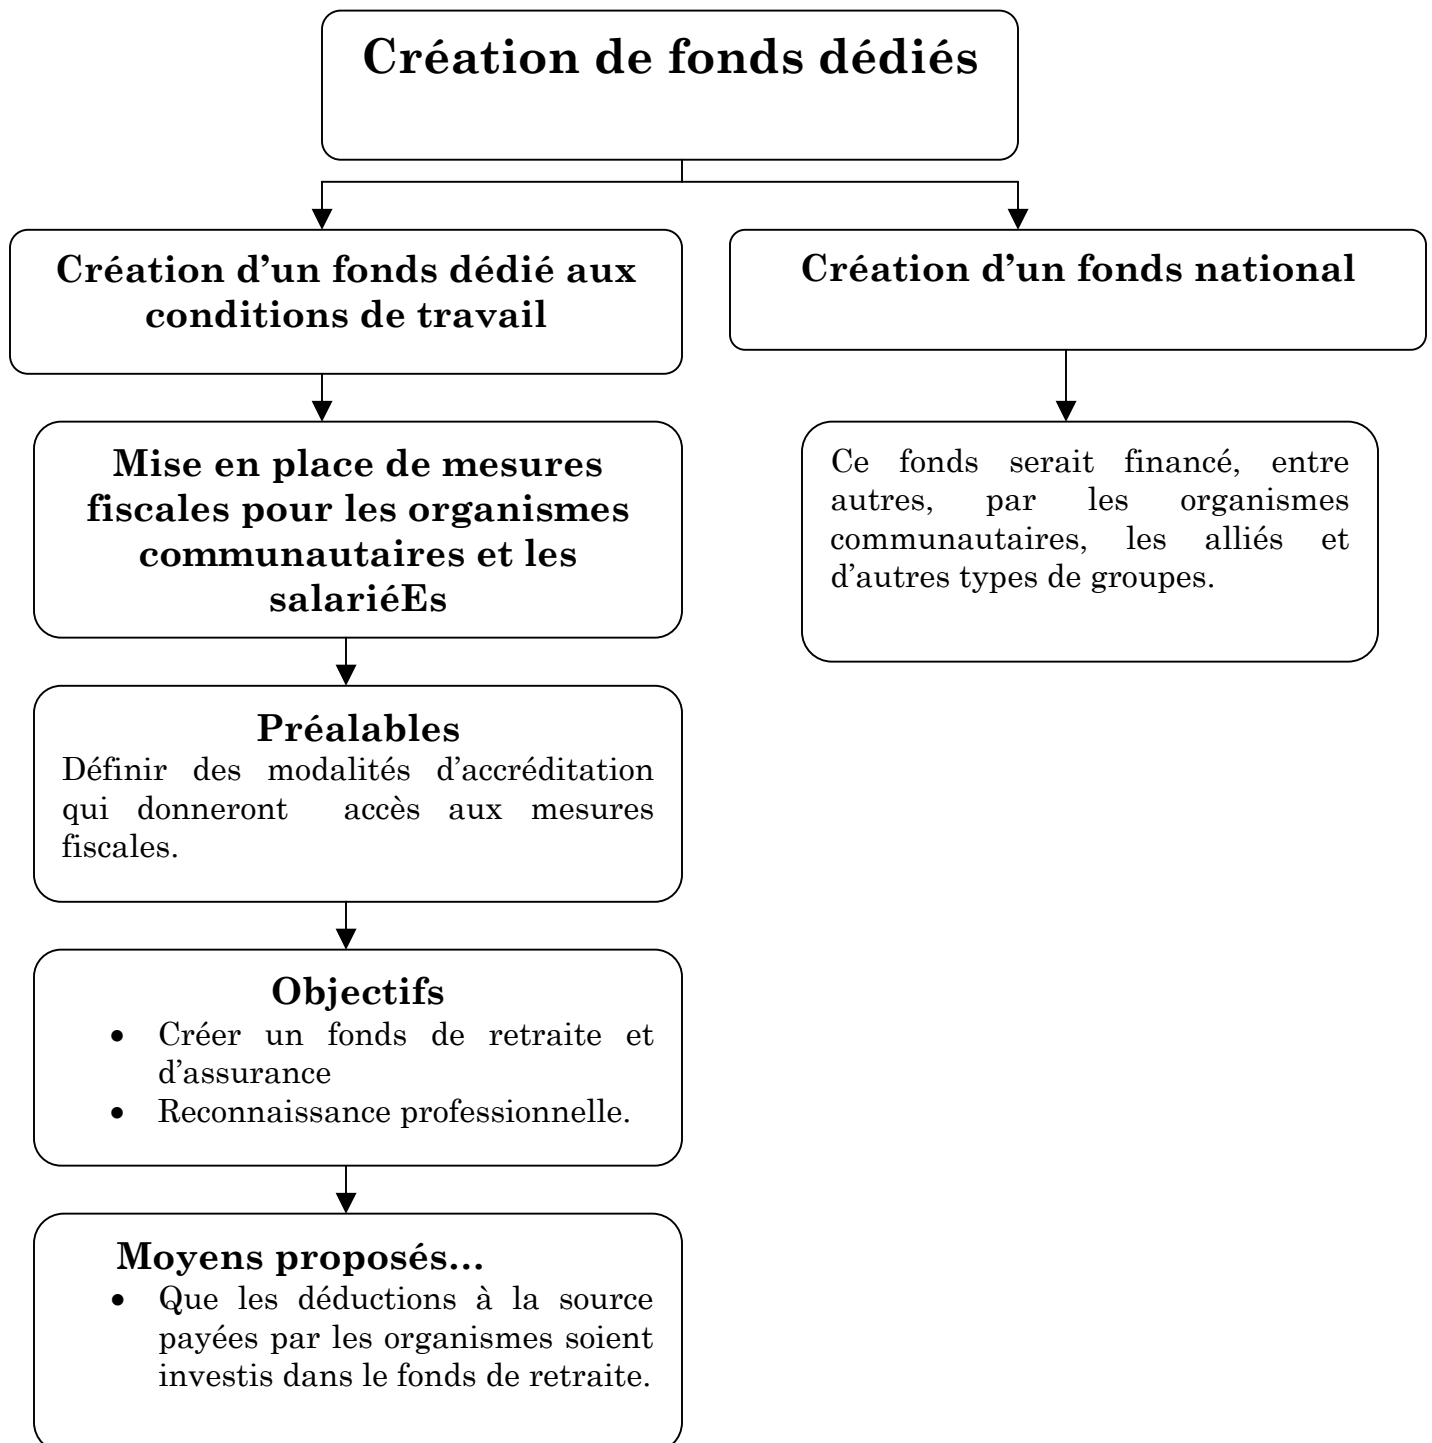 Création de fonds dédiés
Création d'un fonds dédié aux
conditions de travail
Création d'un fonds national
Mise en place de mesures
fiscales pour les organismes
communautaires et les
salariéEs
Ce fonds serait financé, entre
autres, par les organismes
communautaires, les alliés et
d'autres types de groupes.
Préalables
Définir des modalités d'accréditation
qui donneront accès aux mesures
fiscales.
Objectifs
• Créer un fonds de retraite et
d'assurance
• Reconnaissance professionnelle.
Moyens proposés...
• Que les déductions à la source
payées par les organismes soient
investis dans le fonds de retraite.